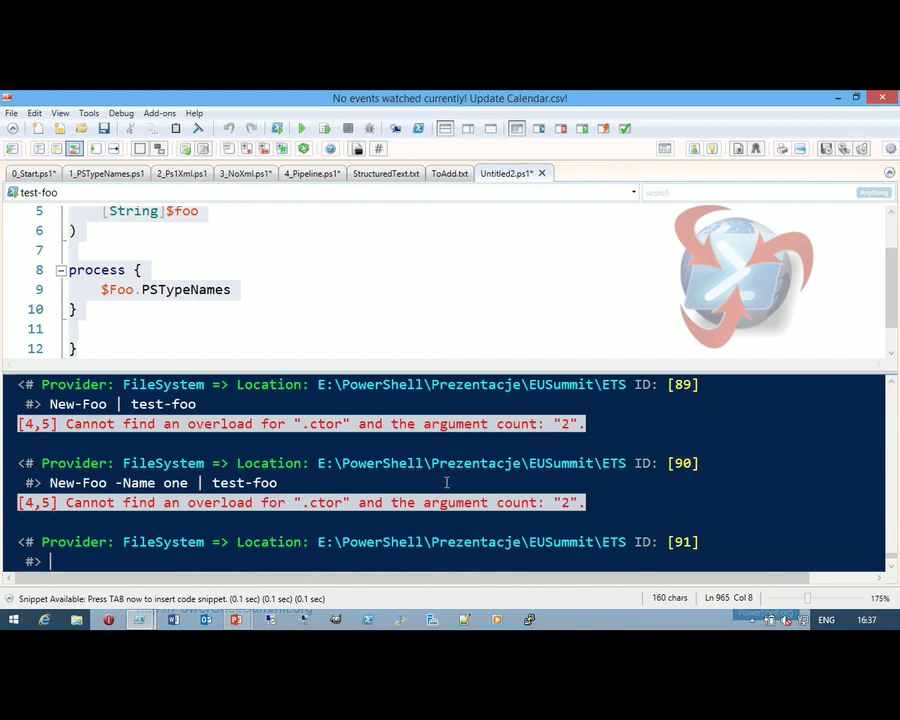 No events watched currently! Update Calendar.csv!
File Edit View Tools Debug Add-ons Help
0_Start.ps1* 1_PSTypeNames.ps1 2_Ps1Xml.ps1 3_NoXml.ps1* 4_Pipeline.ps1* StructuredText.txt ToAdd.txt Untitled2.ps1*
test-foo search Anything
5 [String]$foo
6 )
7
8 process {
9 $Foo.PSTypeNames
10 }
11
12 }
<# Provider: FileSystem => Location: E:\PowerShell\Prezentacje\EUSummit\ETS ID: [89]
#> New-Foo | test-foo
[4,5] Cannot find an overload for ".ctor" and the argument count: "2".
<# Provider: FileSystem => Location: E:\PowerShell\Prezentacje\EUSummit\ETS ID: [90]
#> New-Foo -Name one | test-foo
[4,5] Cannot find an overload for ".ctor" and the argument count: "2".
<# Provider: FileSystem => Location: E:\PowerShell\Prezentacje\EUSummit\ETS ID: [91]
#>
Snippet Available: Press TAB now to insert code snippet. (0.1 sec) (0.1 sec) (0.1 sec) 160 chars Ln 965 Col 8 175%
ENG 16:37